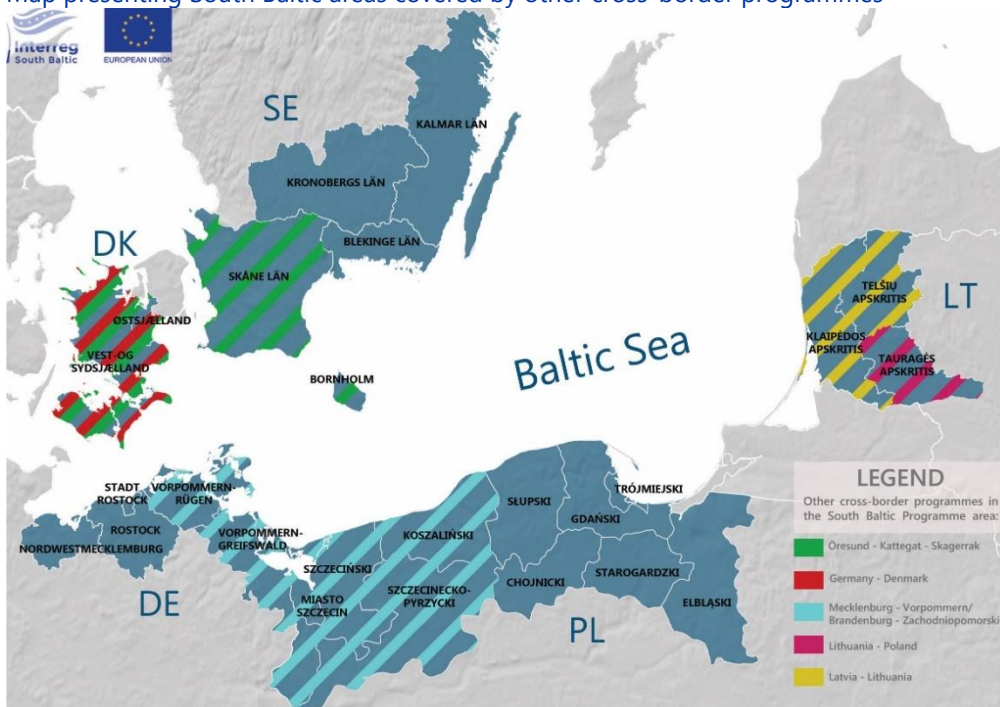 map presenting South Baltic areas covered by other cross-border programmes
Interreg
South Baltic
EUROPEAN UNION
SE
KALMAR LÄN
KRONOBERGS LÄN
BLEKINGE LÄN
SKÅNE LÄN
DK
ØSTSJÆLLAND
VEST-OG
SYDSJÆLLAND
BORNHOLM
Baltic Sea
LT
TELŠIŲ
APSKRITIS
KLAIPĖDOS
APSKRITIS
TAURAGĖS
APSKRITIS
STADT
ROSTOCK
VORPOMMERN-
RÜGEN
ROSTOCK
NORDWESTMECKLEMBURG
VORPOMMERN-
GREIFSWALD
DE
SZCZECIŃSKI
MIASTO
SZCZECIN
KOSZALIŃSKI
SZCZECINECKO-
PYRZYCKI
SŁUPSKI
TRÓJMIEJSKI
GDAŃSKI
CHOJNICKI
STAROGARDZKI
ELBLĄSKI
PL
LEGEND
Other cross-border programmes in
the South Baltic Programme area:
Öresund - Kattegat - Skagerrak
Germany - Denmark
Mecklenburg - Vorpommern/
Brandenburg - Zachodniopomorski
Lithuania - Poland
Latvia - Lithuania